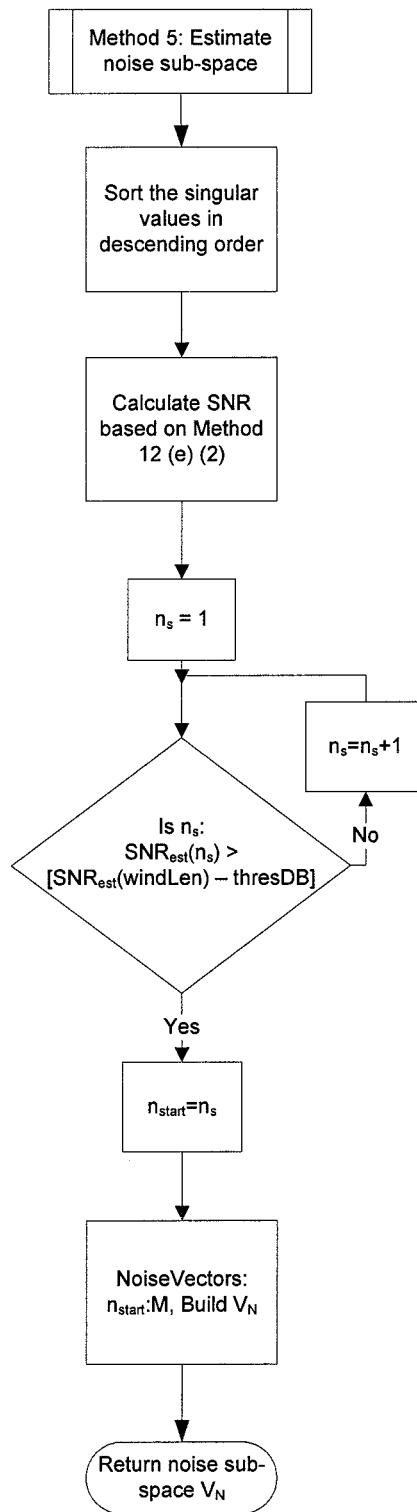 Method 5: Estimate
noise sub-space
Sort the singular
values in
descending order
Calculate SNR
based on Method
12 (e) (2)
nₛ = 1
nₛ=nₛ+1
No
Is nₛ:
SNRₑₛₜ(nₛ) >
[SNRₑₛₜ(windLen) – thresDB]
Yes
nₛₜₐᵣₜ=nₛ
NoiseVectors:
nₛₜₐᵣₜ:M, Build V_N
Return noise sub-
space V_N